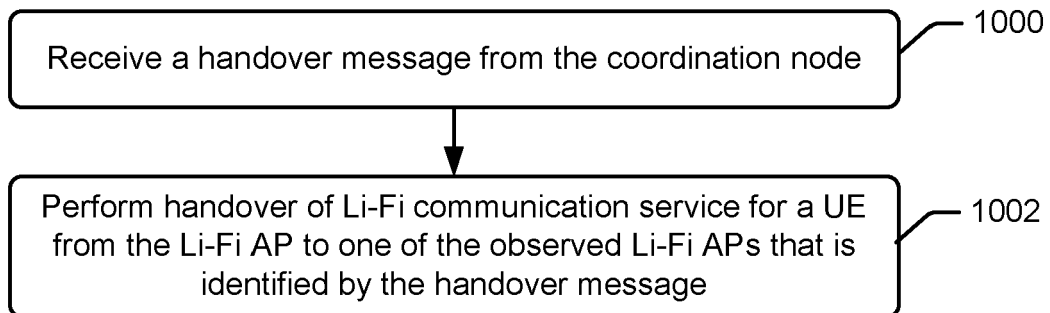 Receive a handover message from the coordination node
1000
Perform handover of Li-Fi communication service for a UE
from the Li-Fi AP to one of the observed Li-Fi APs that is
identified by the handover message
1002